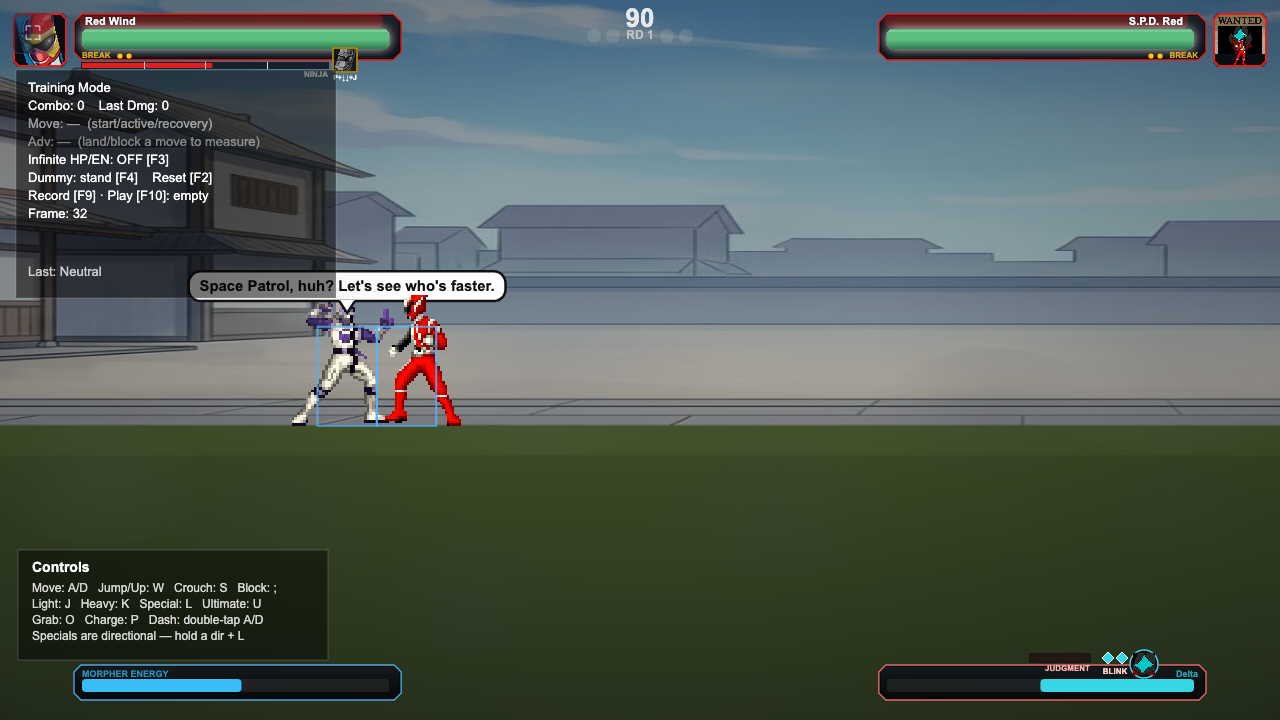 Red Wind
90
RD 1
S.P.D. Red
WANTED
BREAK
BREAK
NINJA
Training Mode
Combo: 0 Last Dmg: 0
Move: — (start/active/recovery)
Adv: — (land/block a move to measure)
Infinite HP/EN: OFF [F3]
Dummy: stand [F4] Reset [F2]
Record [F9] · Play [F10]: empty
Frame: 32
Last: Neutral
Space Patrol, huh? Let's see who's faster.
Controls
Move: A/D Jump/Up: W Crouch: S Block: ;
Light: J Heavy: K Special: L Ultimate: U
Grab: O Charge: P Dash: double-tap A/D
Specials are directional — hold a dir + L
MORPHER ENERGY
JUDGMENT
BLINK
Delta